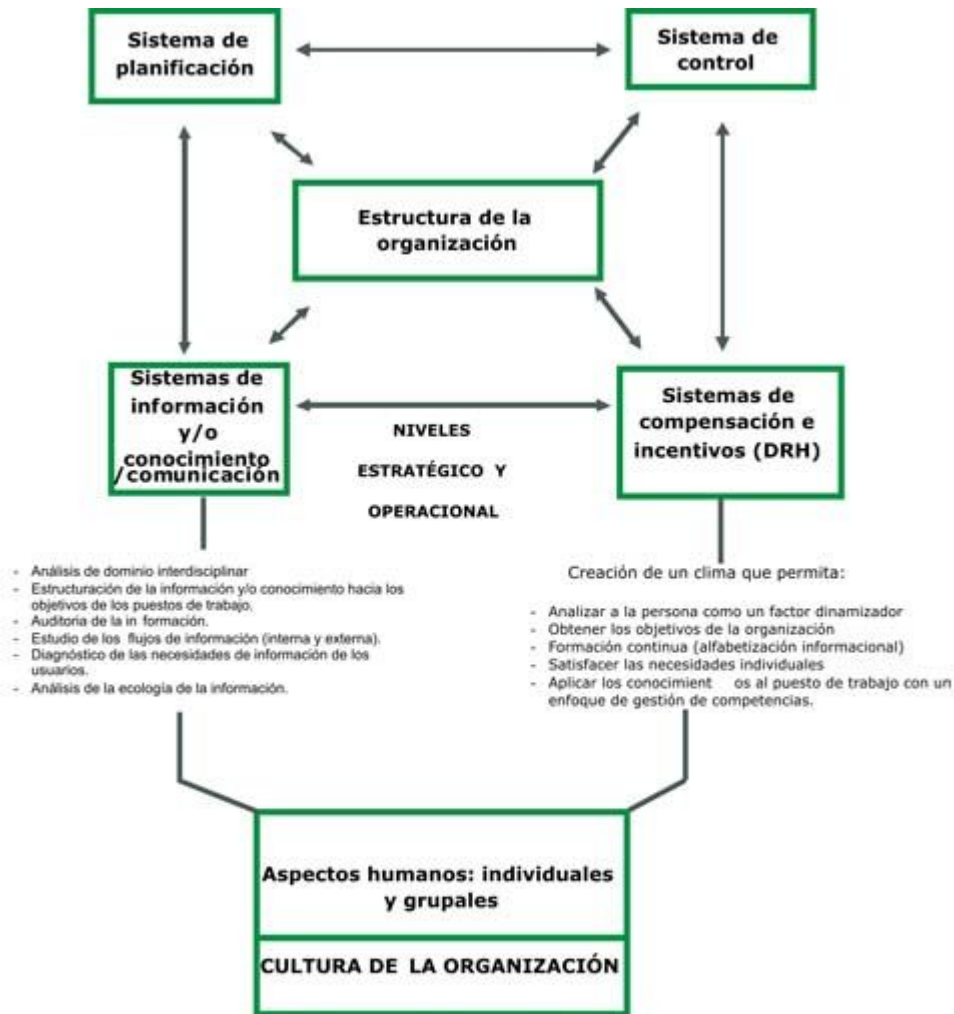 Sistema de
planificación
Sistema de
control
Estructura de la
organización
Sistemas de
información
y/o
conocimiento
/comunicación
NIVELES
ESTRATÉGICO Y
OPERACIONAL
Sistemas de
compensación e
incentivos (DRH)
- Análisis de dominio interdisciplinar
- Estructuración de la información y/o conocimiento hacia los
objetivos de los puestos de trabajo.
- Auditoria de la in formación.
- Estudio de los flujos de información (interna y externa).
- Diagnóstico de las necesidades de información de los
usuarios.
- Análisis de la ecología de la información.
Creación de un clima que permita:
- Analizar a la persona como un factor dinamizador
- Obtener los objetivos de la organización
- Formación continua (alfabetización informacional)
- Satisfacer las necesidades individuales
- Aplicar los conocimient os al puesto de trabajo con un
enfoque de gestión de competencias.
Aspectos humanos: individuales
y grupales
CULTURA DE LA ORGANIZACIÓN